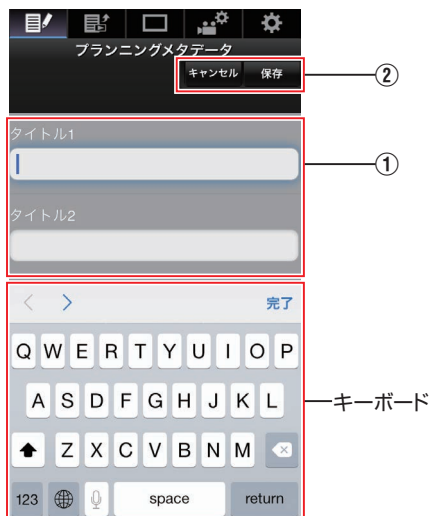 プランニングメタデータ
キャンセル 保存
②
タイトル1
①
タイトル2
完了
Q W E R T Y U I O P
A S D F G H J K L
キーボード
Z X C V B N M
123 space return